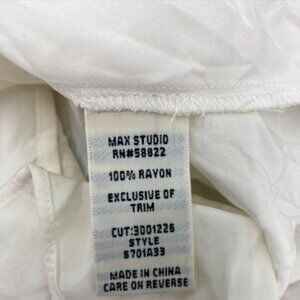 MAX STUDIO
RN#58822
100% RAYON
EXCLUSIVE OF
TRIM
CUT:3001226
STYLE
5701A33
MADE IN CHINA
CARE ON REVERSE